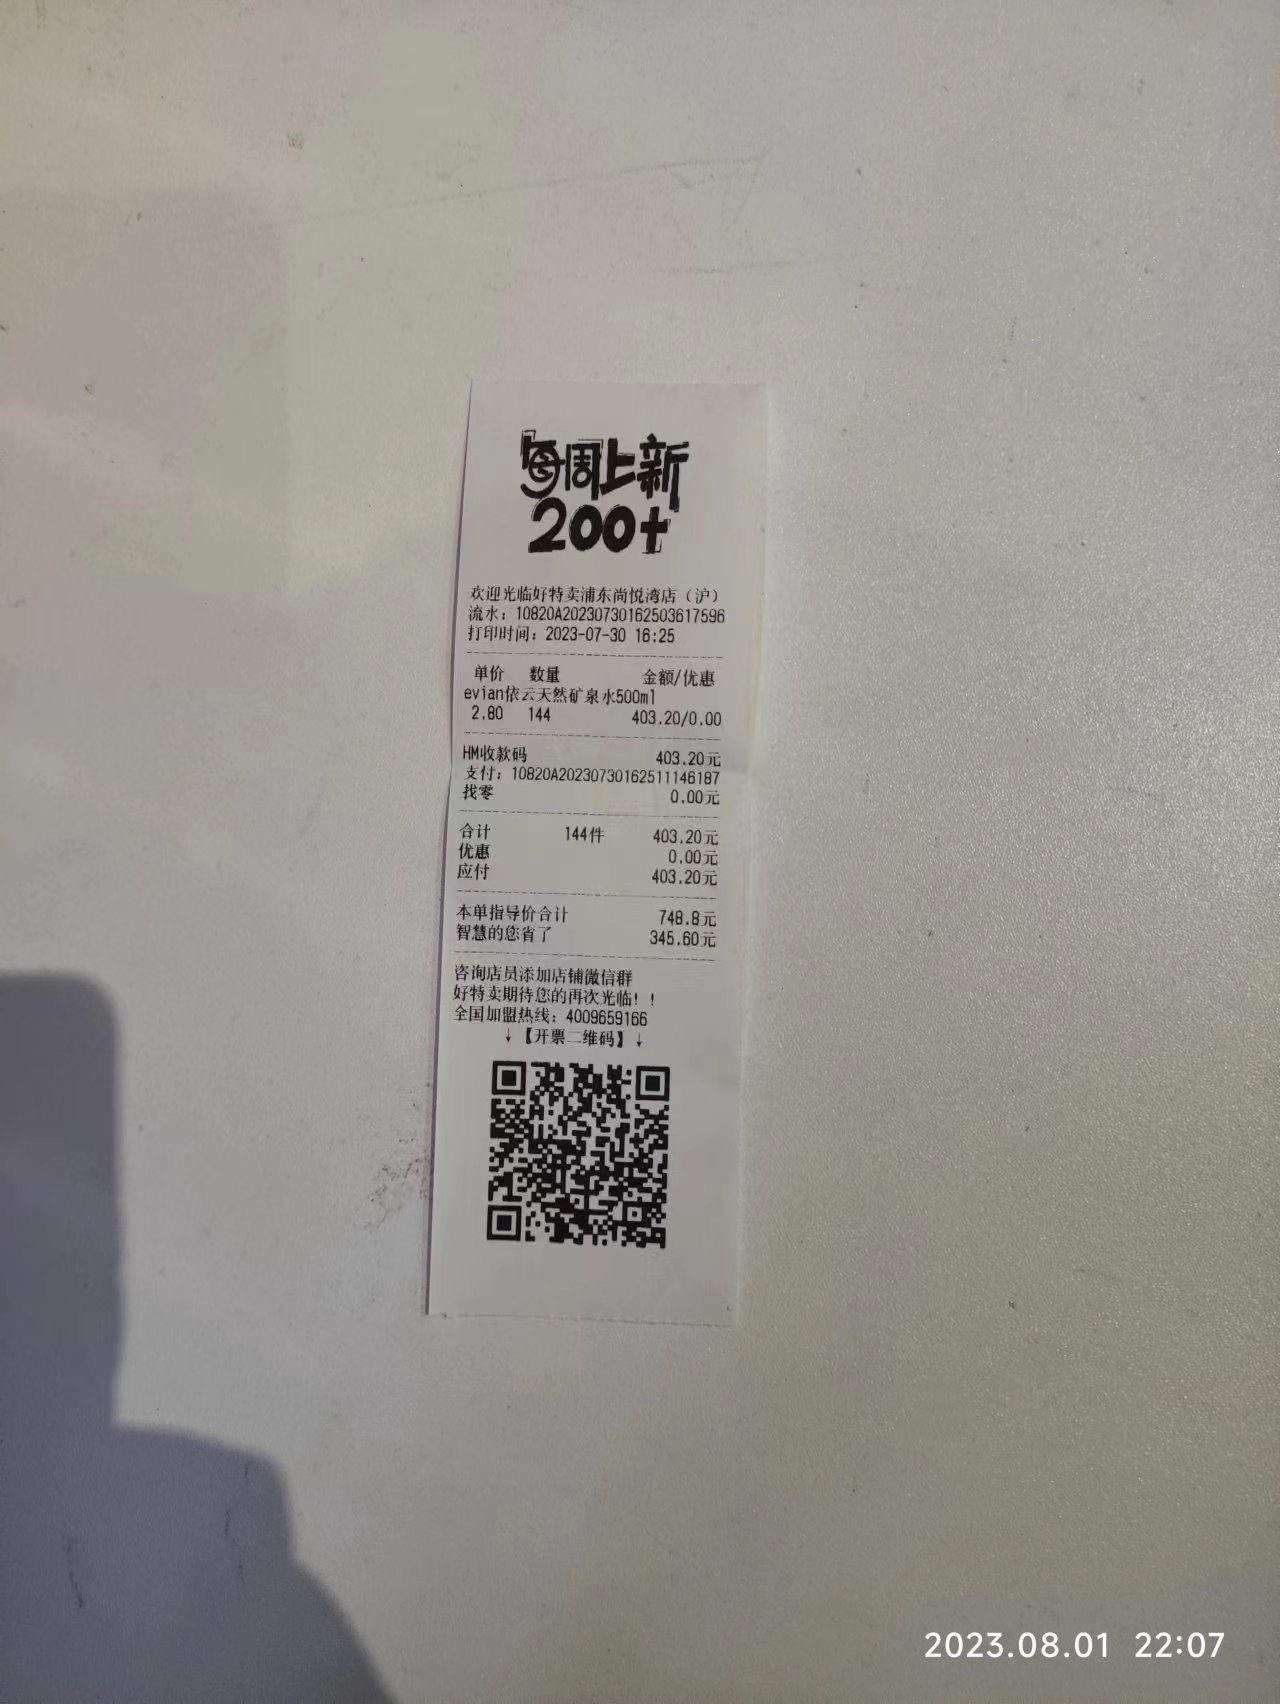 每周上新
200+
欢迎光临好特卖浦东尚悦湾店（沪）
流水：10820A20230730162503617596
打印时间：2023-07-30 16:25
单价 数量 金额/优惠
evian依云天然矿泉水500ml
2.80 144 403.20/0.00
HM收款码 403.20元
支付：10820A20230730162511146187
找零 0.00元
合计 144件 403.20元
优惠 0.00元
应付 403.20元
本单指导价合计 748.8元
智慧的您省了 345.60元
咨询店员添加店铺微信群
好特卖期待您的再次光临！！
全国加盟热线：4009659166
↓【开票二维码】↓
2023.08.01 22:07